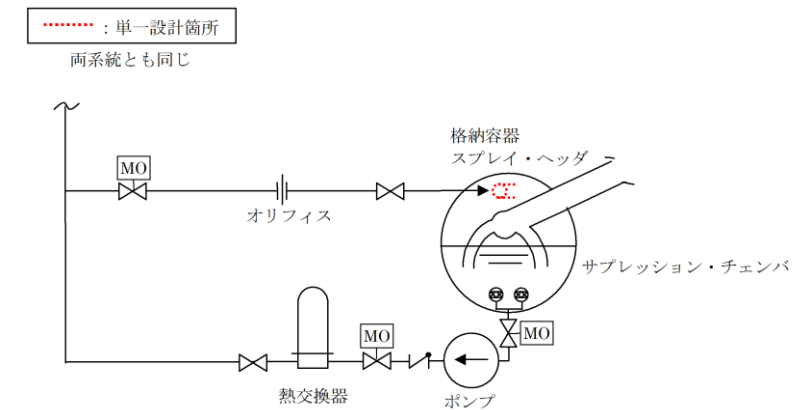 ：単一設計箇所
両系統とも同じ
格納容器
スプレイ・ヘッダ
MO
オリフィス
サプレッション・チェンバ
MO
MO
熱交換器
ポンプ